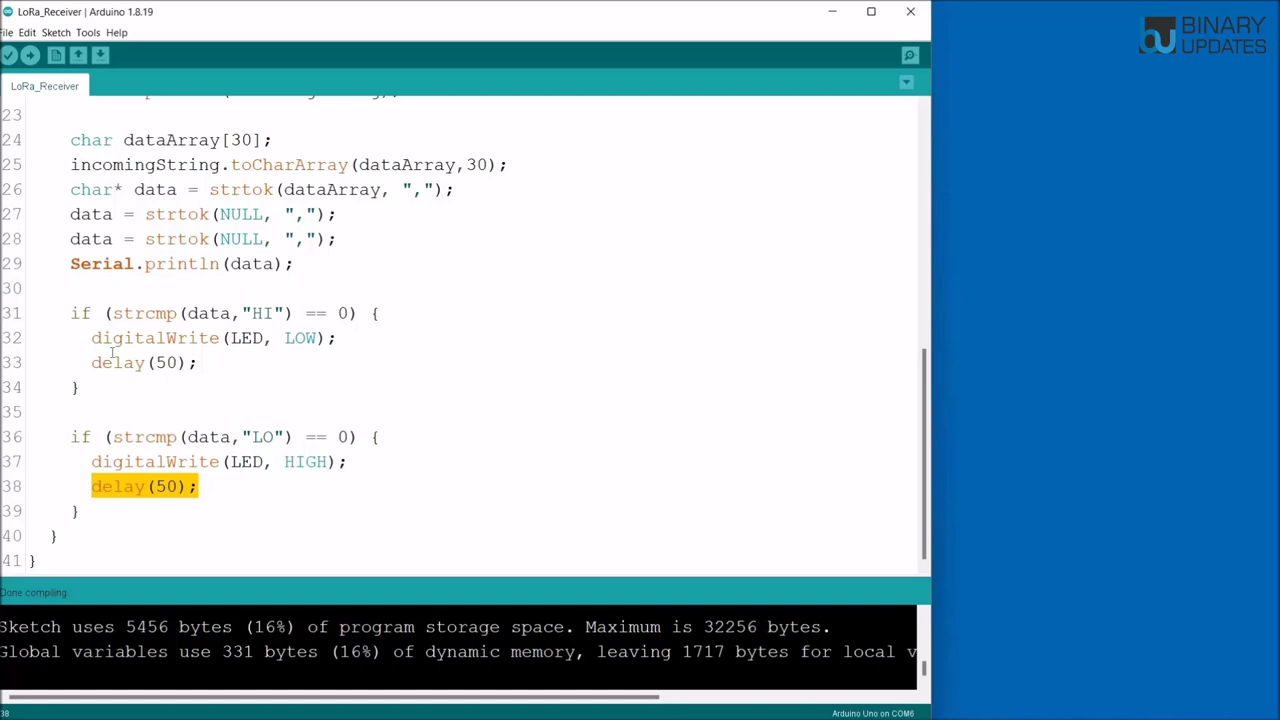 LoRa_Receiver | Arduino 1.8.19
BINARY
UPDATES
File Edit Sketch Tools Help
LoRa_Receiver
23
24 char dataArray[30];
25 incomingString.toCharArray(dataArray,30);
26 char* data = strtok(dataArray, ",");
27 data = strtok(NULL, ",");
28 data = strtok(NULL, ",");
29 Serial.println(data);
30
31 if (strcmp(data,"HI") == 0) {
32 digitalWrite(LED, LOW);
33 delay(50);
34 }
35
36 if (strcmp(data,"LO") == 0) {
37 digitalWrite(LED, HIGH);
38 delay(50);
39 }
40 }
41 }
Done compiling.
Sketch uses 5456 bytes (16%) of program storage space. Maximum is 32256 bytes.
Global variables use 331 bytes (16%) of dynamic memory, leaving 1717 bytes for local v
38
Arduino Uno on COM6